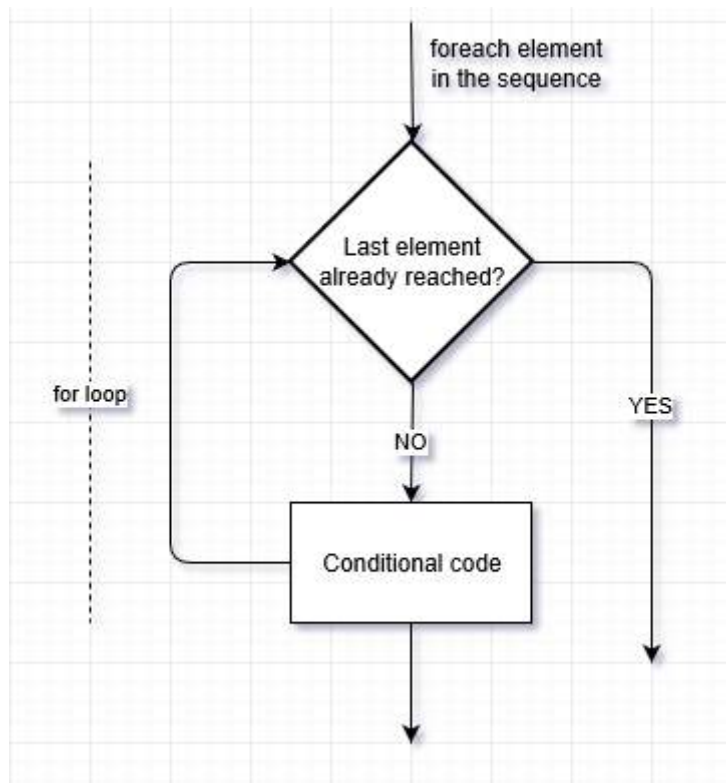 foreach element
in the sequence
Last element
already reached?
for loop
YES
NO
Conditional code